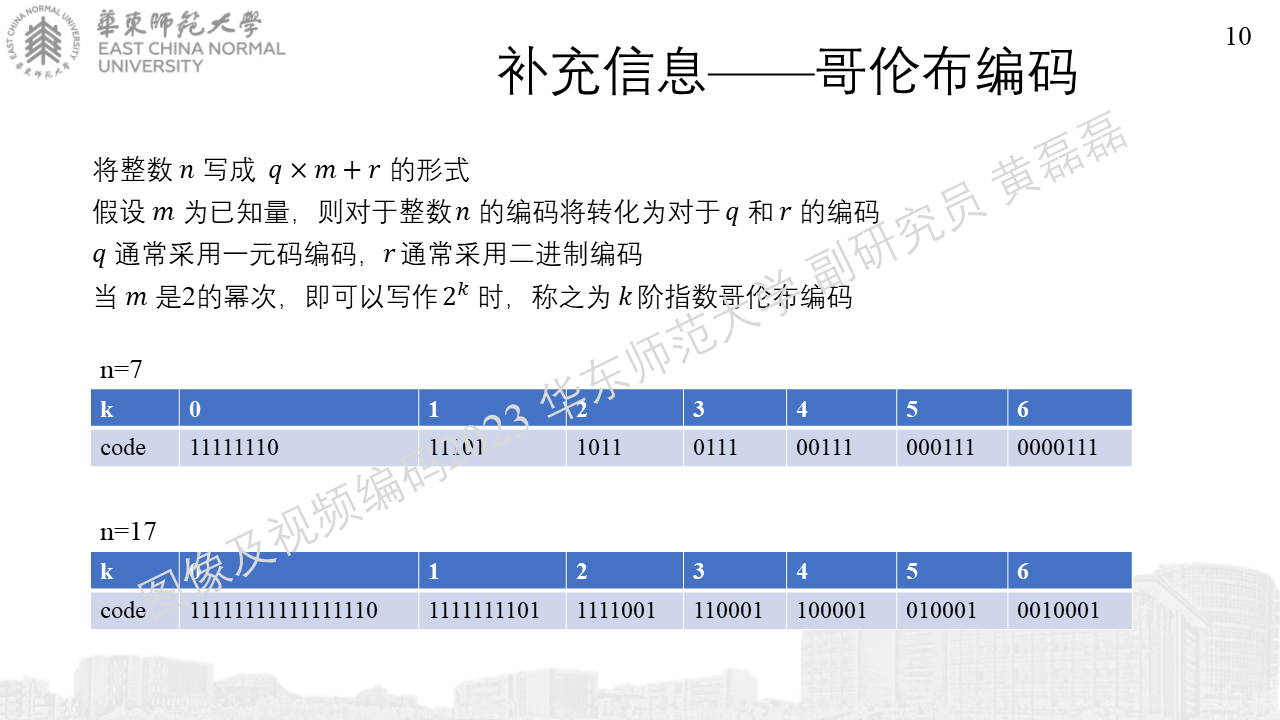 華東師範大學
EAST CHINA NORMAL
UNIVERSITY
EAST CHINA NORMAL UNIVERSITY
華東師範大學
10
补充信息——哥伦布编码
将整数 n 写成 q × m + r 的形式
假设 m 为已知量，则对于整数 n 的编码将转化为对于 q 和 r 的编码
q 通常采用一元码编码，r 通常采用二进制编码
当 m 是2的幂次，即可以写作 2^k 时，称之为 k 阶指数哥伦布编码
n=7
k 0 1 2 3 4 5 6
code 11111110 11101 1011 0111 00111 000111 0000111
n=17
k 0 1 2 3 4 5 6
code 111111111111111110 1111111101 1111001 110001 100001 010001 0010001
图像及视频编码2023 华东师范大学 副研究员 黄磊磊